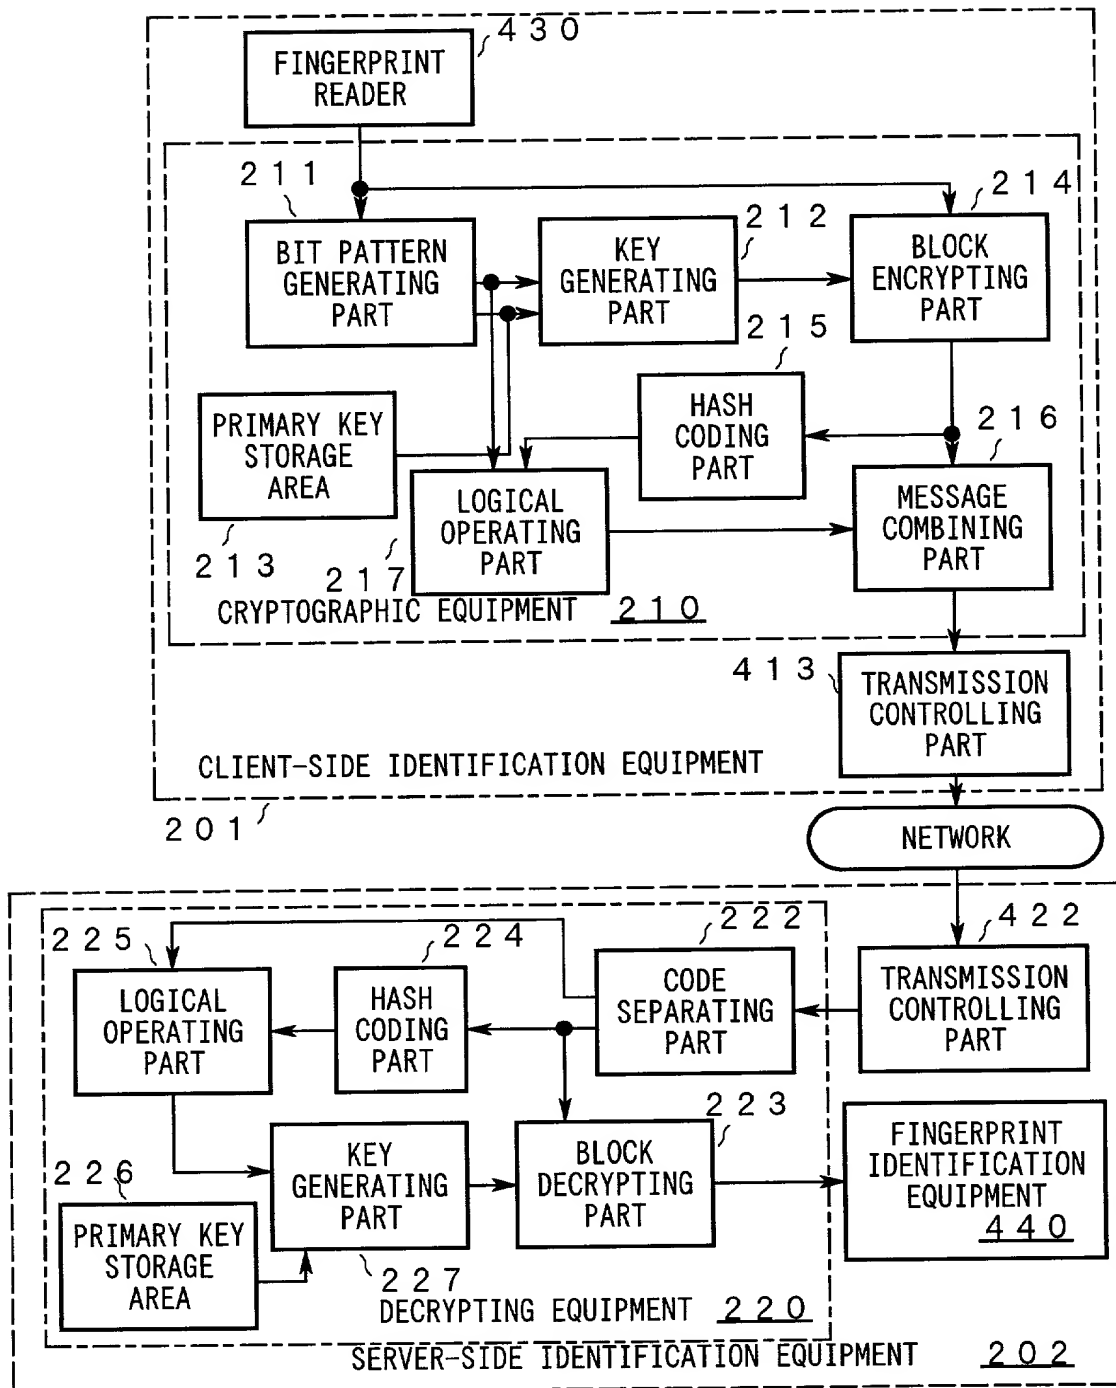 430
FINGERPRINT
READER
211
214
BIT PATTERN
GENERATING
PART
212
KEY
GENERATING
PART
BLOCK
ENCRYPTING
PART
215
PRIMARY KEY
STORAGE
AREA
HASH
CODING
PART
216
LOGICAL
OPERATING
PART
MESSAGE
COMBINING
PART
213
217
CRYPTOGRAPHIC EQUIPMENT 210
413
TRANSMISSION
CONTROLLING
PART
CLIENT-SIDE IDENTIFICATION EQUIPMENT
201
NETWORK
225
224
222
422
LOGICAL
OPERATING
PART
HASH
CODING
PART
CODE
SEPARATING
PART
TRANSMISSION
CONTROLLING
PART
223
226
KEY
GENERATING
PART
BLOCK
DECRYPTING
PART
FINGERPRINT
IDENTIFICATION
EQUIPMENT
440
PRIMARY KEY
STORAGE
AREA
227
DECRYPTING EQUIPMENT 220
SERVER-SIDE IDENTIFICATION EQUIPMENT 202